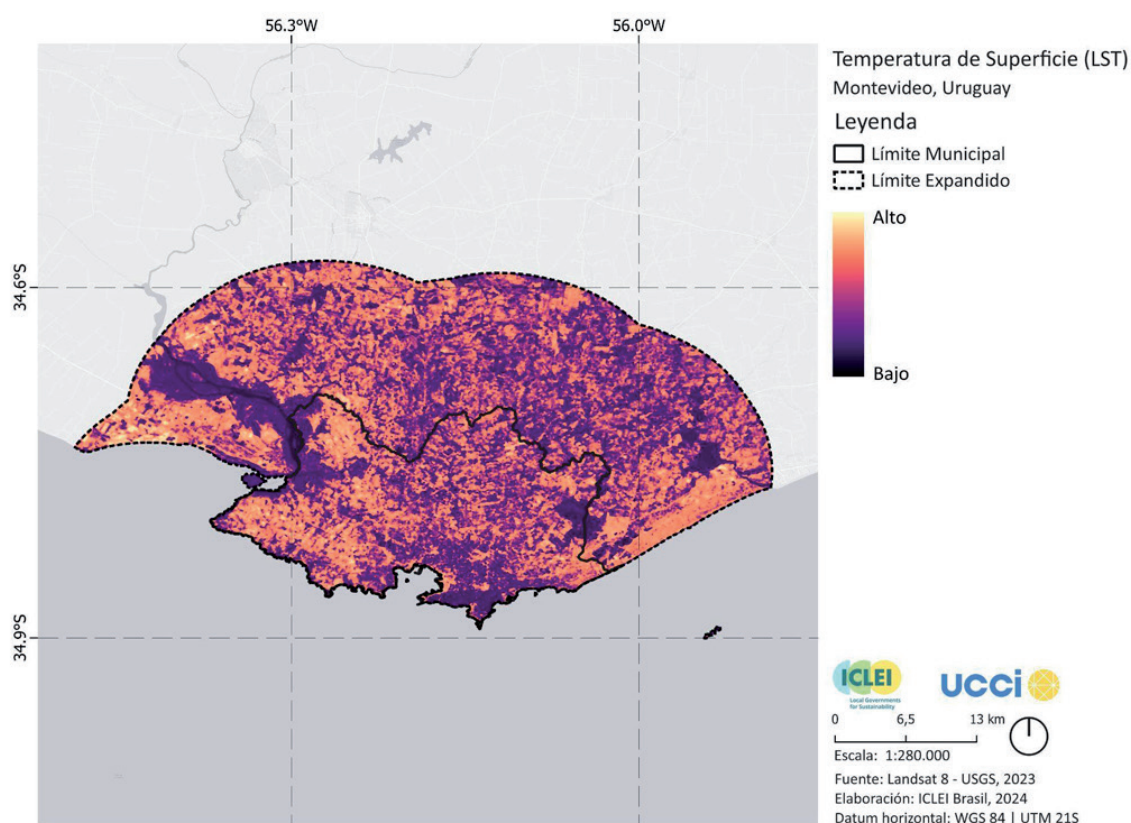 56.3°W
56.0°W
34.6°S
34.9°S
Temperatura de Superficie (LST)
Montevideo, Uruguay
Leyenda
Límite Municipal
Límite Expandido
Alto
Bajo
ICLEI
Local Governments
for Sustainability
UCCi
0 6,5 13 km
Escala: 1:280.000
Fuente: Landsat 8 - USGS, 2023
Elaboración: ICLEI Brasil, 2024
Datum horizontal: WGS 84 | UTM 21S